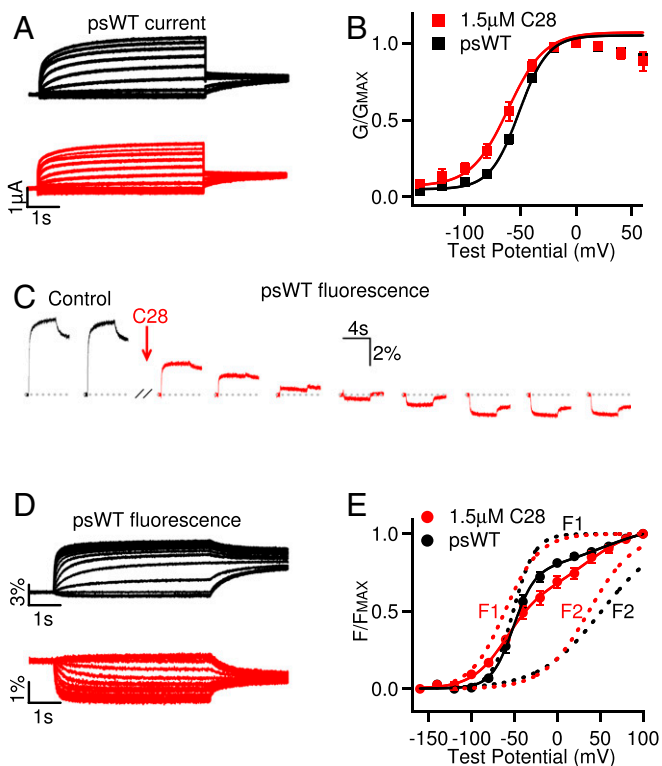 A
psWT current
1μA
1s
B
1.5μM C28
psWT
G/GMAX
1.0
0.5
0.0
-100 -50 0 50
Test Potential (mV)
C
psWT fluorescence
Control
C28
4s
2%
D
psWT fluorescence
3%
1s
1%
1s
E
1.5μM C28
psWT
F1
F/FMAX
1.0
0.5
0.0
F1
F2
F2
-150 -100 -50 0 50 100
Test Potential (mV)